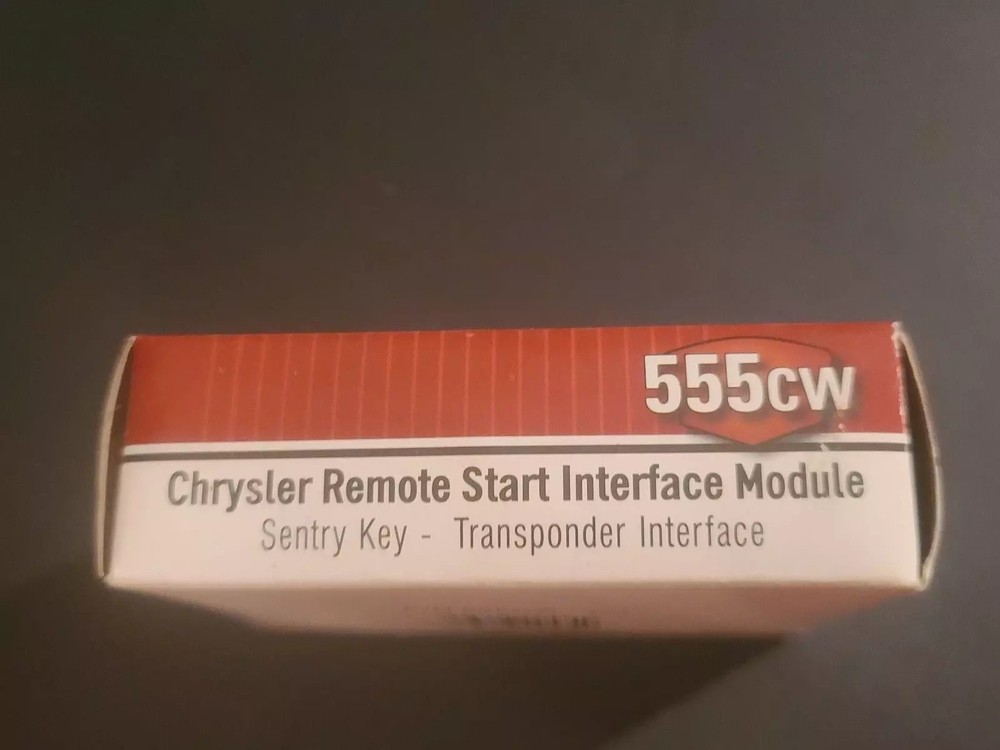 555CW
Chrysler Remote Start Interface Module
Sentry Key - Transponder Interface